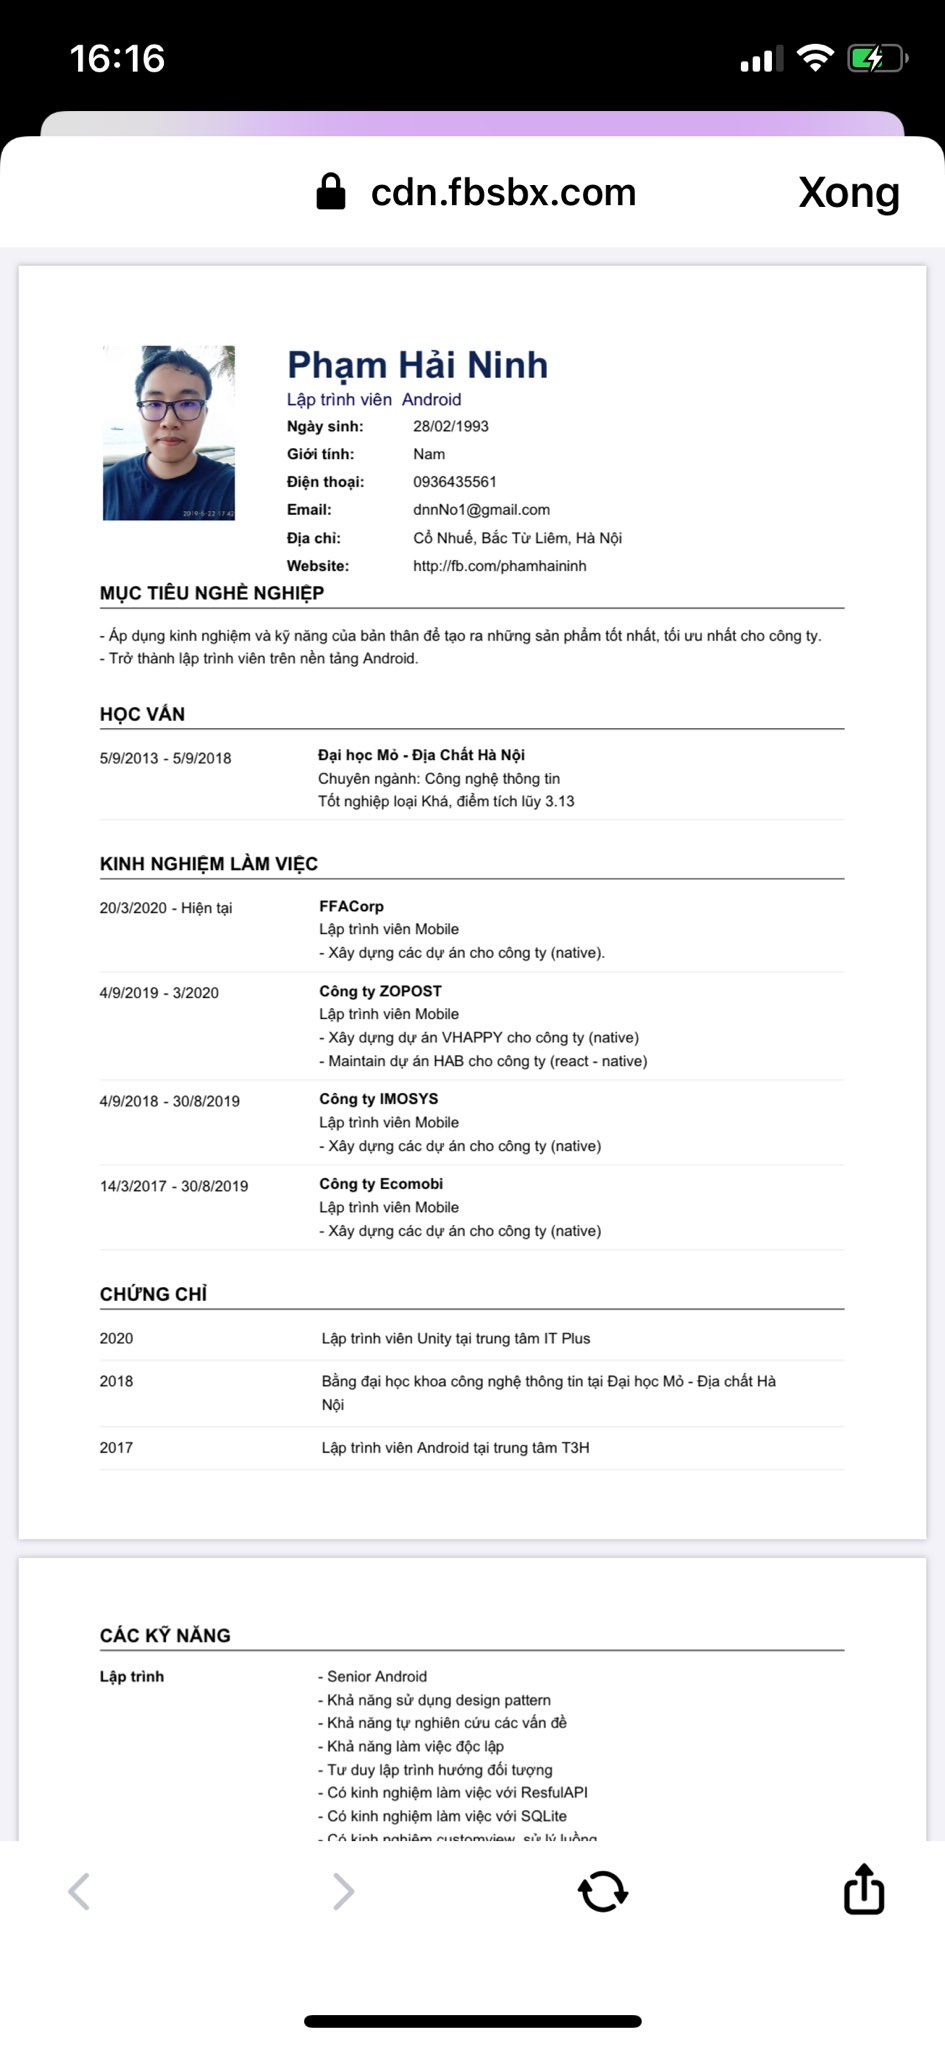 16:16
cdn.fbsbx.com
Xong
Phạm Hải Ninh
Lập trình viên Android
Ngày sinh: 28/02/1993
Giới tính: Nam
Điện thoại: 0936435561
Email: dnnNo1@gmail.com
Địa chỉ: Cổ Nhuế, Bắc Từ Liêm, Hà Nội
Website: http://fb.com/phamhaininh
2019-5-22 17:42
MỤC TIÊU NGHỀ NGHIỆP
- Áp dụng kinh nghiệm và kỹ năng của bản thân để tạo ra những sản phẩm tốt nhất, tối ưu nhất cho công ty.
- Trở thành lập trình viên trên nền tảng Android.
HỌC VẤN
5/9/2013 - 5/9/2018 Đại học Mỏ - Địa Chất Hà Nội
Chuyên ngành: Công nghệ thông tin
Tốt nghiệp loại Khá, điểm tích lũy 3.13
KINH NGHIỆM LÀM VIỆC
20/3/2020 - Hiện tại FFACorp
Lập trình viên Mobile
- Xây dựng các dự án cho công ty (native).
4/9/2019 - 3/2020 Công ty ZOPOST
Lập trình viên Mobile
- Xây dựng dự án VHAPPY cho công ty (native)
- Maintain dự án HAB cho công ty (react - native)
4/9/2018 - 30/8/2019 Công ty IMOSYS
Lập trình viên Mobile
- Xây dựng các dự án cho công ty (native)
14/3/2017 - 30/8/2019 Công ty Ecomobi
Lập trình viên Mobile
- Xây dựng các dự án cho công ty (native)
CHỨNG CHỈ
2020 Lập trình viên Unity tại trung tâm IT Plus
2018 Bằng đại học khoa công nghệ thông tin tại Đại học Mỏ - Địa chất Hà
Nội
2017 Lập trình viên Android tại trung tâm T3H
CÁC KỸ NĂNG
Lập trình - Senior Android
- Khả năng sử dụng design pattern
- Khả năng tự nghiên cứu các vấn đề
- Khả năng làm việc độc lập
- Tư duy lập trình hướng đối tượng
- Có kinh nghiệm làm việc với ResfulAPI
- Có kinh nghiệm làm việc với SQLite
- Có kinh nghiệm customview, sử lý luồng